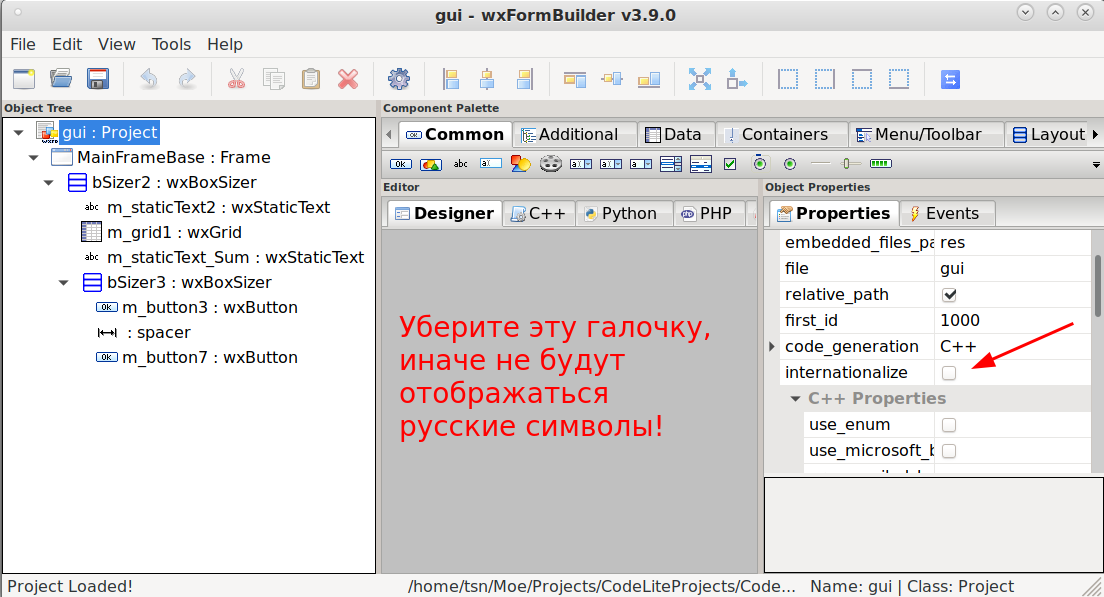 gui - wxFormBuilder v3.9.0
File Edit View Tools Help
Object Tree
gui : Project
MainFrameBase : Frame
bSizer2 : wxBoxSizer
m_staticText2 : wxStaticText
m_grid1 : wxGrid
m_staticText_Sum : wxStaticText
bSizer3 : wxBoxSizer
m_button3 : wxButton
: spacer
m_button7 : wxButton
Component Palette
Common Additional Data Containers Menu/Toolbar Layout
Editor
Designer C++ Python PHP
Уберите эту галочку,
иначе не будут
отображаться
русские символы!
Object Properties
Properties Events
embedded_files_pa res
file gui
relative_path
first_id 1000
code_generation C++
internationalize
C++ Properties
use_enum
use_microsoft_b
Project Loaded! /home/tsn/Moe/Projects/CodeLiteProjects/Code... Name: gui | Class: Project